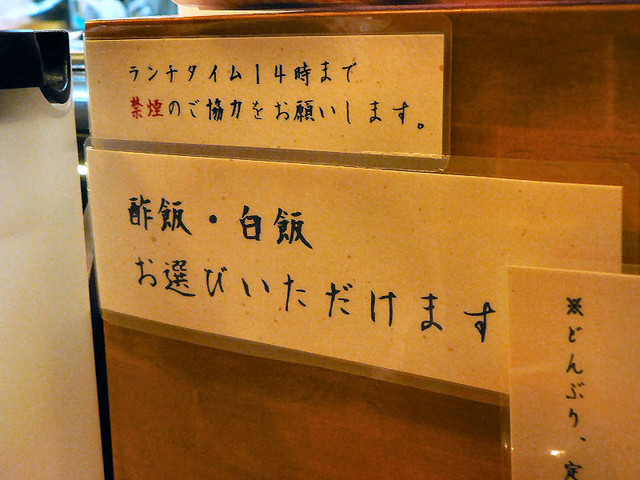 ランチタイム14時まで
禁煙のご協力をお願いします。
酢飯・白飯
お選びいただけます
※どんぶり、定